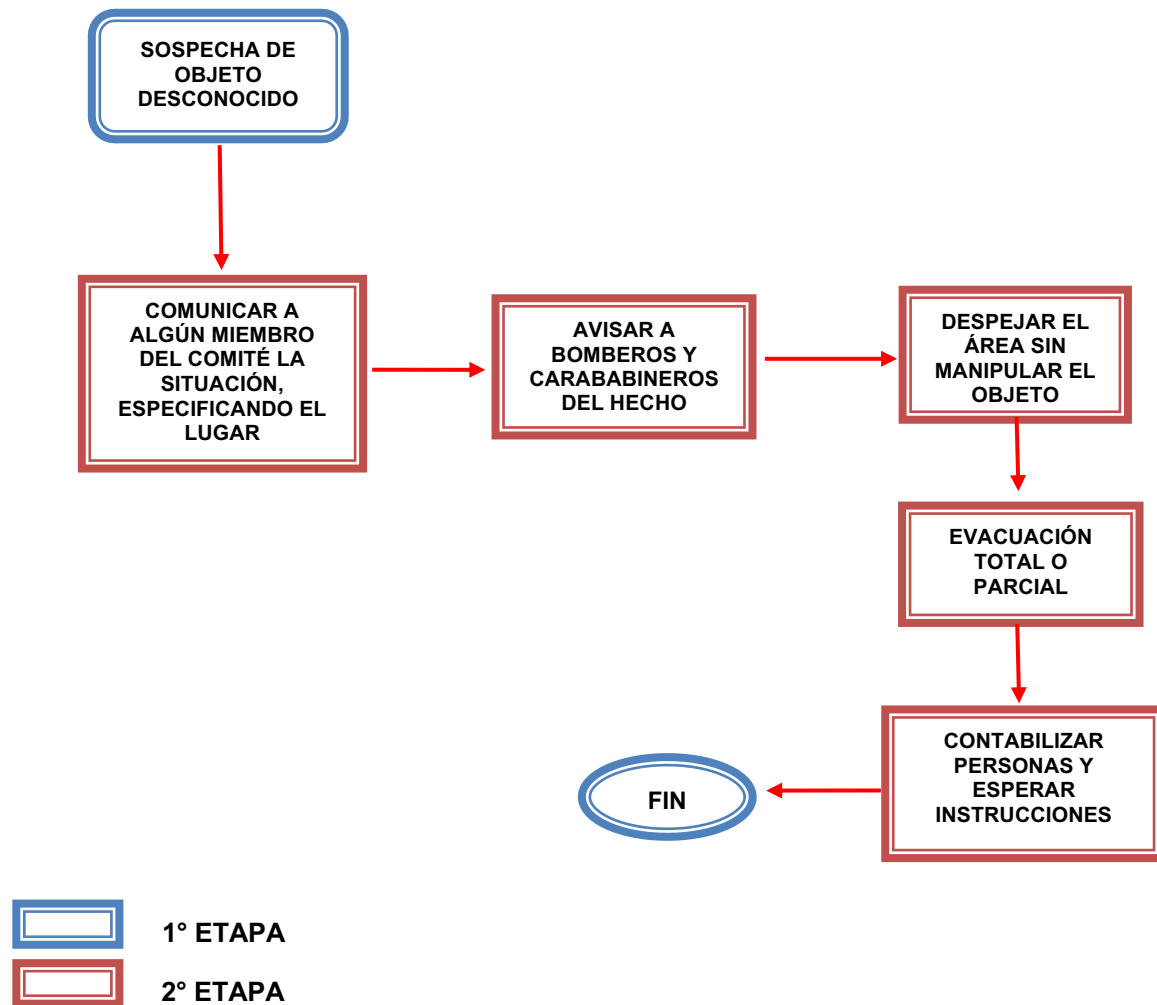 SOSPECHA DE
OBJETO
DESCONOCIDO
COMUNICAR A
ALGÚN MIEMBRO
DEL COMITÉ LA
SITUACIÓN,
ESPECIFICANDO EL
LUGAR
AVISAR A
BOMBEROS Y
CARABABINEROS
DEL HECHO
DESPEJAR EL
ÁREA SIN
MANIPULAR EL
OBJETO
EVACUACIÓN
TOTAL O
PARCIAL
CONTABILIZAR
PERSONAS Y
ESPERAR
INSTRUCCIONES
FIN
1° ETAPA
2° ETAPA